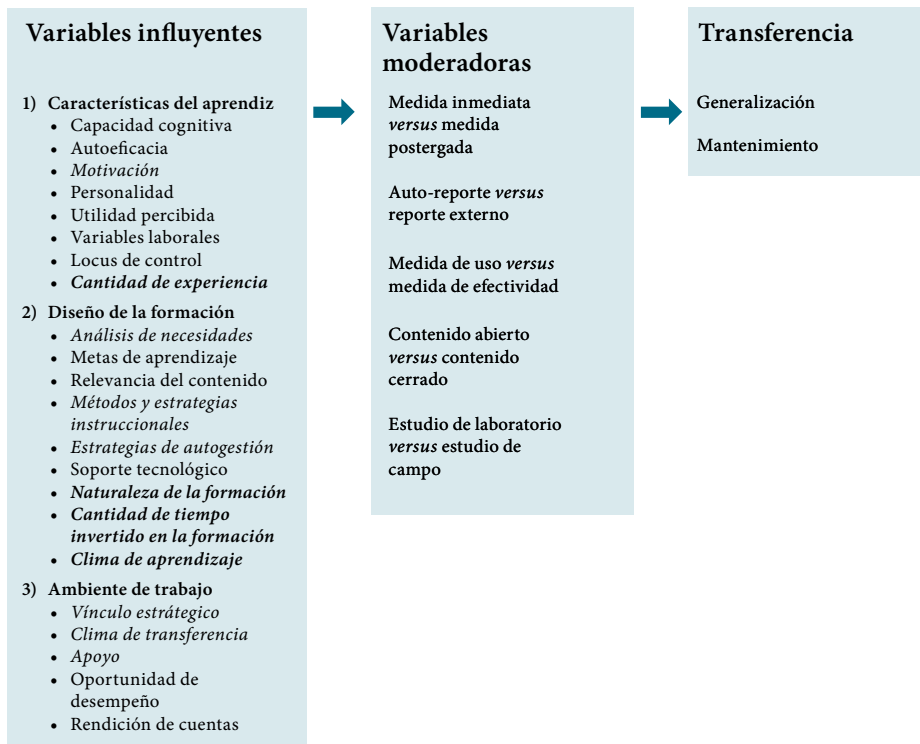 Variables influyentes
1) Características del aprendiz
• Capacidad cognitiva
• Autoeficacia
• Motivación
• Personalidad
• Utilidad percibida
• Variables laborales
• Locus de control
• Cantidad de experiencia
2) Diseño de la formación
• Análisis de necesidades
• Metas de aprendizaje
• Relevancia del contenido
• Métodos y estrategias
instruccionales
• Estrategias de autogestión
• Soporte tecnológico
• Naturaleza de la formación
• Cantidad de tiempo
invertido en la formación
• Clima de aprendizaje
3) Ambiente de trabajo
• Vínculo estrátegico
• Clima de transferencia
• Apoyo
• Oportunidad de
desempeño
• Rendición de cuentas
Variables
moderadoras
Medida inmediata
versus medida
postergada
Auto-reporte versus
reporte externo
Medida de uso versus
medida de efectividad
Contenido abierto
versus contenido
cerrado
Estudio de laboratorio
versus estudio de
campo
Transferencia
Generalización
Mantenimiento